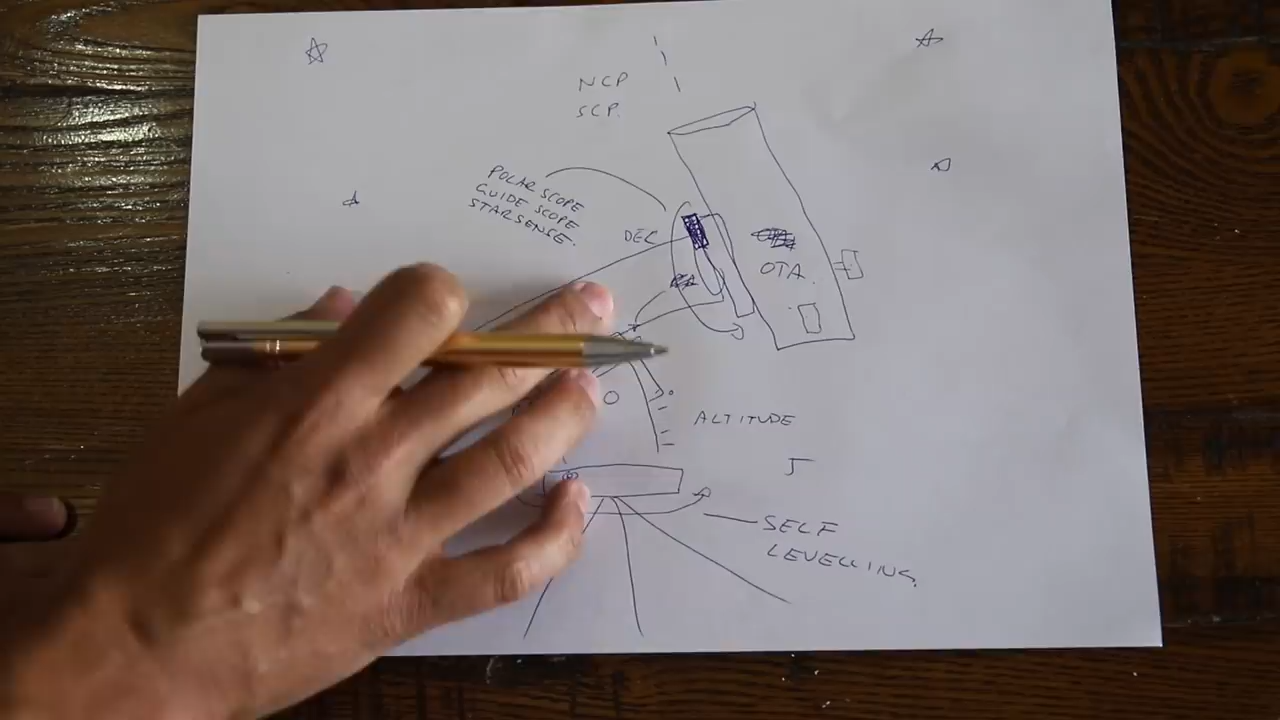 NCP
SCP.
POLAR SCOPE
GUIDE SCOPE
STARSENSE.
DEC
OTA.
ALTITUDE
SELF
LEVELLING.